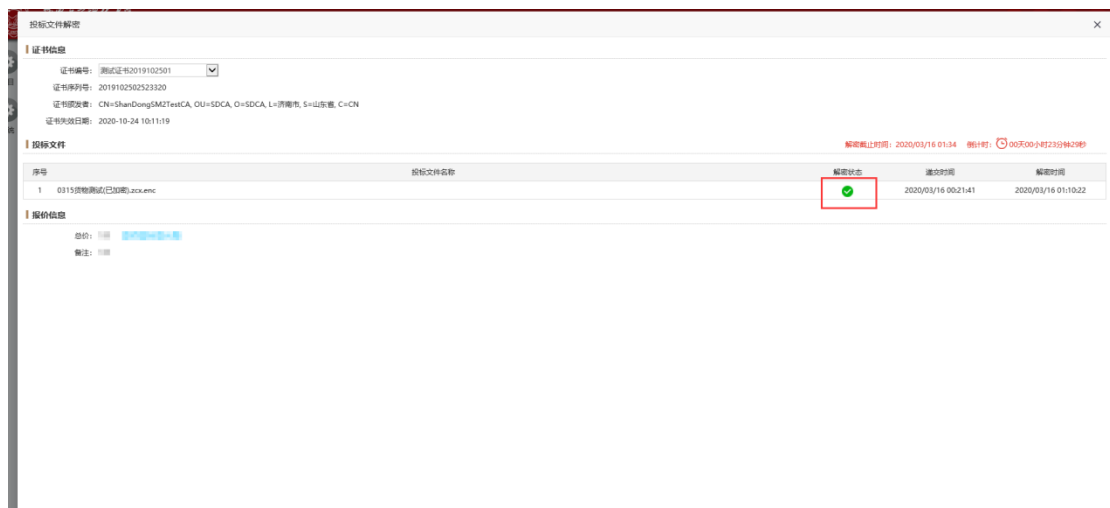 投标文件解密
证书信息
证书编号： 测试证书2019102501
证书序列号： 2019102502523320
证书颁发者： CN=ShanDongSM2TestCA, OU=SDCA, O=SDCA, L=济南市, S=山东省, C=CN
证书失效日期： 2020-10-24 10:11:19
投标文件 解密截止时间：2020/03/16 01:34 倒计时： 00天00小时23分钟29秒
序号 投标文件名称 解密状态 递交时间 解密时间
1 0315货物测试(已加密).zcx.enc 2020/03/16 00:21:41 2020/03/16 01:10:22
报价信息
总价：
备注：